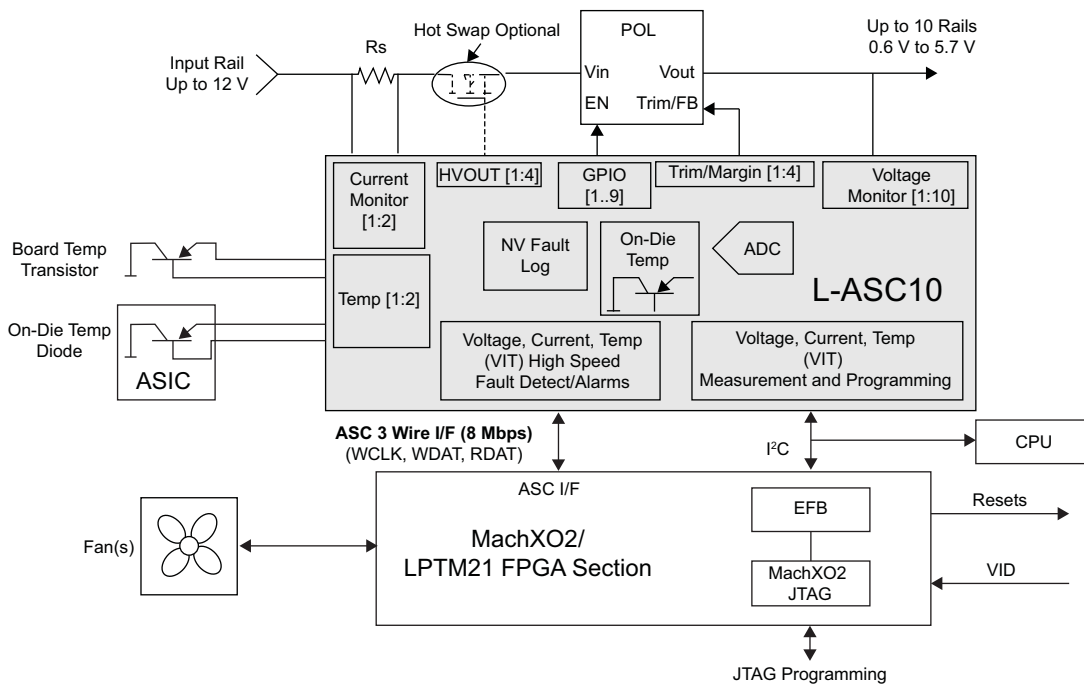 Hot Swap Optional
POL
Up to 10 Rails
0.6 V to 5.7 V
Rs
Input Rail
Up to 12 V
Vin
Vout
EN
Trim/FB
Current
Monitor
[1:2]
HVOUT [1:4]
GPIO
[1..9]
Trim/Margin [1:4]
Voltage
Monitor [1:10]
Board Temp
Transistor
NV Fault
Log
On-Die
Temp
ADC
Temp [1:2]
L-ASC10
On-Die Temp
Diode
ASIC
Voltage, Current, Temp
(VIT) High Speed
Fault Detect/Alarms
Voltage, Current, Temp
(VIT)
Measurement and Programming
ASC 3 Wire I/F (8 Mbps)
(WCLK, WDAT, RDAT)
I²C
CPU
ASC I/F
EFB
Resets
MachXO2/
LPTM21 FPGA Section
Fan(s)
MachXO2
JTAG
VID
JTAG Programming